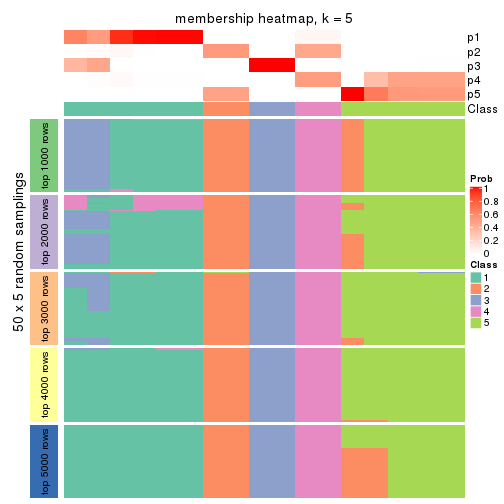 membership heatmap, k = 5
p1
p2
p3
p4
p5
Class
50 x 5 random samplings
top 1000 rows
top 2000 rows
top 3000 rows
top 4000 rows
top 5000 rows
Prob
1
0.8
0.6
0.4
0.2
0
Class
1
2
3
4
5